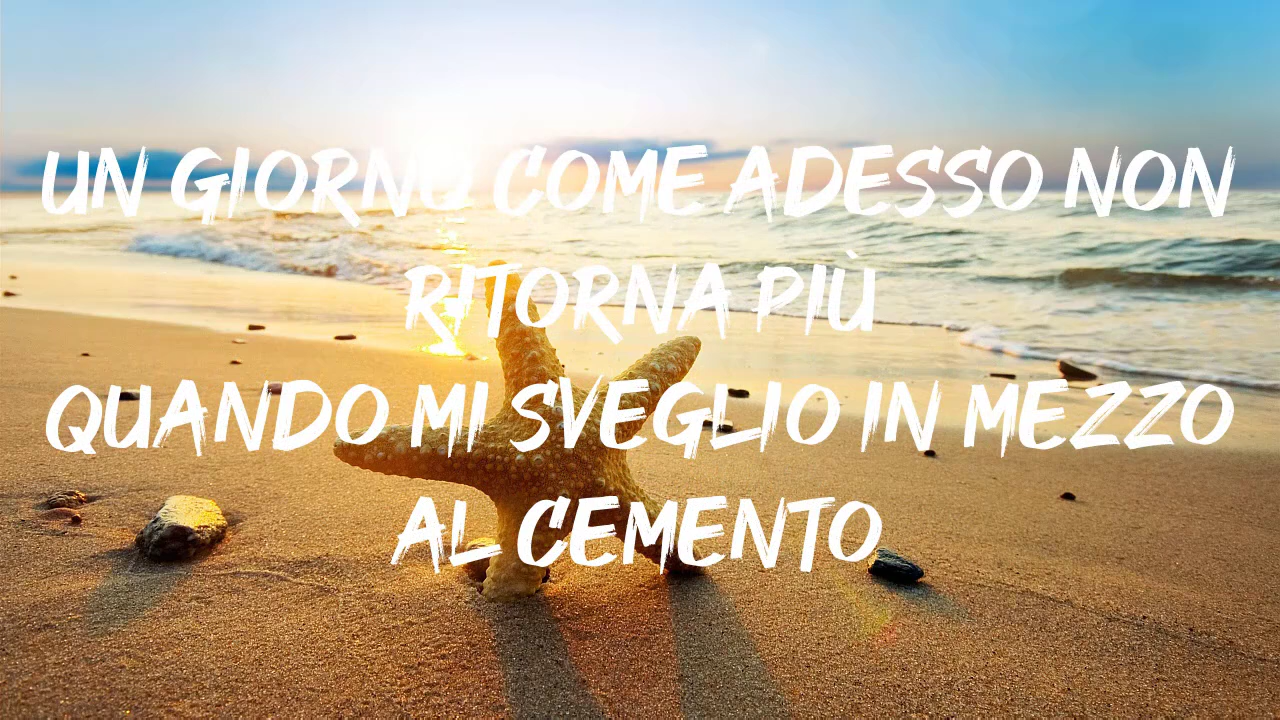 UN GIORNO COME ADESSO NON
RITORNA PIÙ
QUANDO MI SVEGLIO IN MEZZO
AL CEMENTO